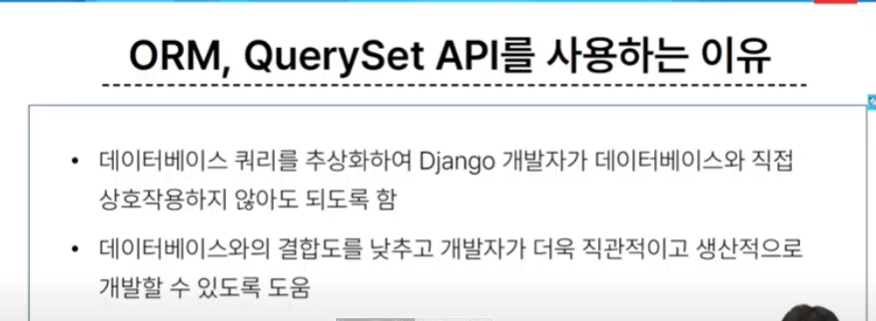 ORM, QuerySet API를 사용하는 이유
• 데이터베이스 쿼리를 추상화하여 Django 개발자가 데이터베이스와 직접
상호작용하지 않아도 되도록 함
• 데이터베이스와의 결합도를 낮추고 개발자가 더욱 직관적이고 생산적으로
개발할 수 있도록 도움